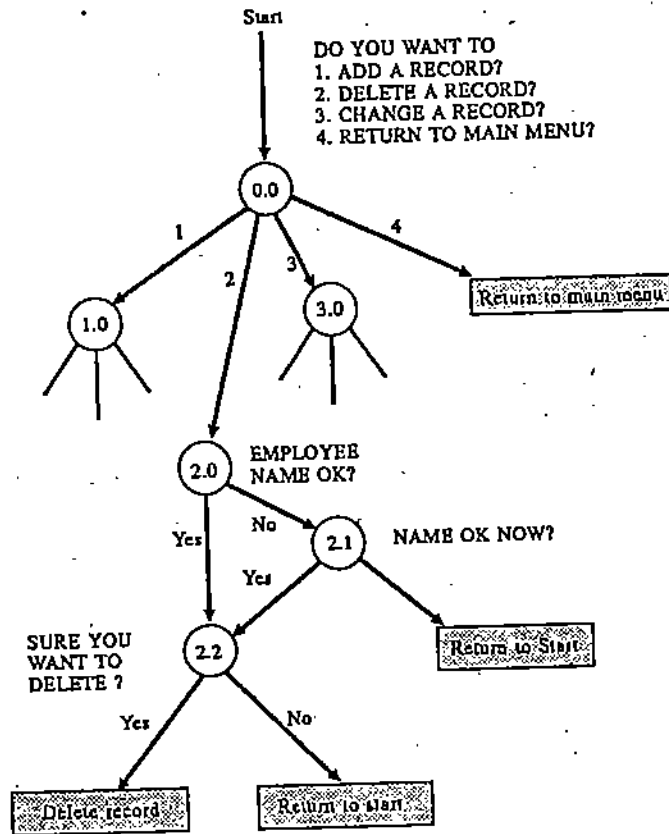 Start
DO YOU WANT TO
1. ADD A RECORD?
2. DELETE A RECORD?
3. CHANGE A RECORD?
4. RETURN TO MAIN MENU?
0.0
1
2
3
4
Return to main menu
1.0
3.0
2.0
EMPLOYEE
NAME OK?
Yes
No
2.1
NAME OK NOW?
Yes
Return to Start
SURE YOU
WANT TO
DELETE ?
2.2
Yes
No
Delete record
Return to start